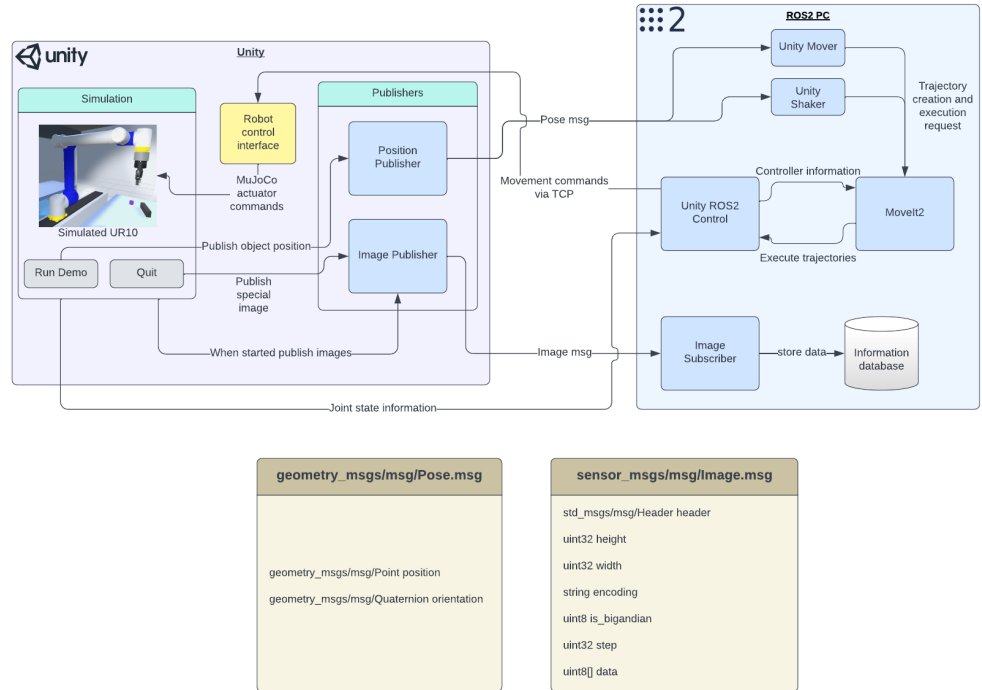 2
ROS2 PC
unity
Unity
Simulation
Publishers
Robot
control
interface
Position
Publisher
MuJoCo
actuator
commands
Simulated UR10
Publish object position
Image Publisher
Run Demo
Quit
Publish
special
image
When started publish images
Joint state information
Pose msg
Movement commands
via TCP
Image msg
Unity Mover
Unity
Shaker
Trajectory
creation and
execution
request
Controller information
Unity ROS2
Control
MoveIt2
Execute trajectories
Image
Subscriber
store data
Information
database
geometry_msgs/msg/Pose.msg
geometry_msgs/msg/Point position
geometry_msgs/msg/Quaternion orientation
sensor_msgs/msg/Image.msg
std_msgs/msg/Header header
uint32 height
uint32 width
string encoding
uint8 is_bigandian
uint32 step
uint8[] data